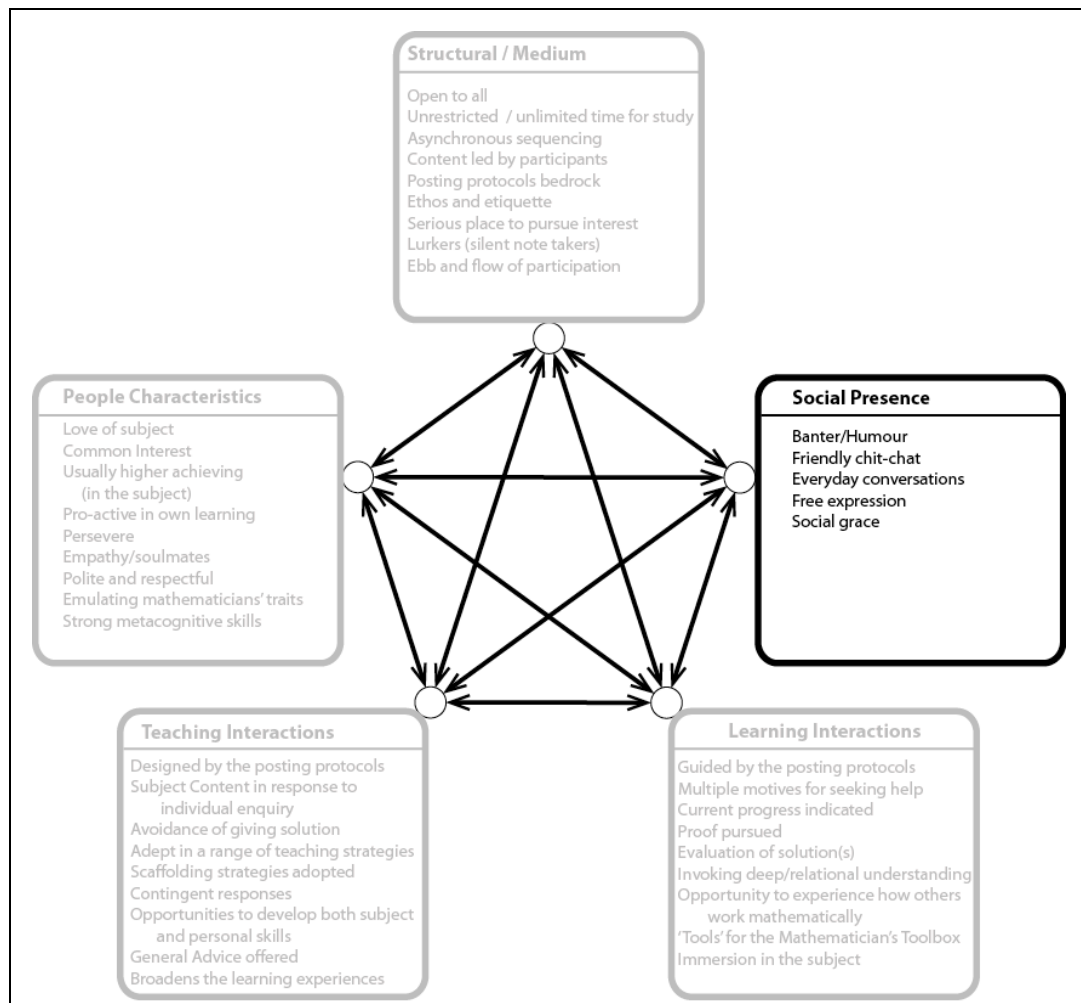 Structural / Medium
Open to all
Unrestricted / unlimited time for study
Asynchronous sequencing
Content led by participants
Posting protocols bedrock
Ethos and etiquette
Serious place to pursue interest
Lurkers (silent note takers)
Ebb and flow of participation
People Characteristics
Love of subject
Common Interest
Usually higher achieving
(in the subject)
Pro-active in own learning
Persevere
Empathy/soulmates
Polite and respectful
Emulating mathematicians' traits
Strong metacognitive skills
Social Presence
Banter/Humour
Friendly chit-chat
Everyday conversations
Free expression
Social grace
Teaching Interactions
Designed by the posting protocols
Subject Content in response to
individual enquiry
Avoidance of giving solution
Adept in a range of teaching strategies
Scaffolding strategies adopted
Contingent responses
Opportunities to develop both subject
and personal skills
General Advice offered
Broadens the learning experiences
Learning Interactions
Guided by the posting protocols
Multiple motives for seeking help
Current progress indicated
Proof pursued
Evaluation of solution(s)
Invoking deep/relational understanding
Opportunity to experience how others
work mathematically
'Tools' for the Mathematician's Toolbox
Immersion in the subject